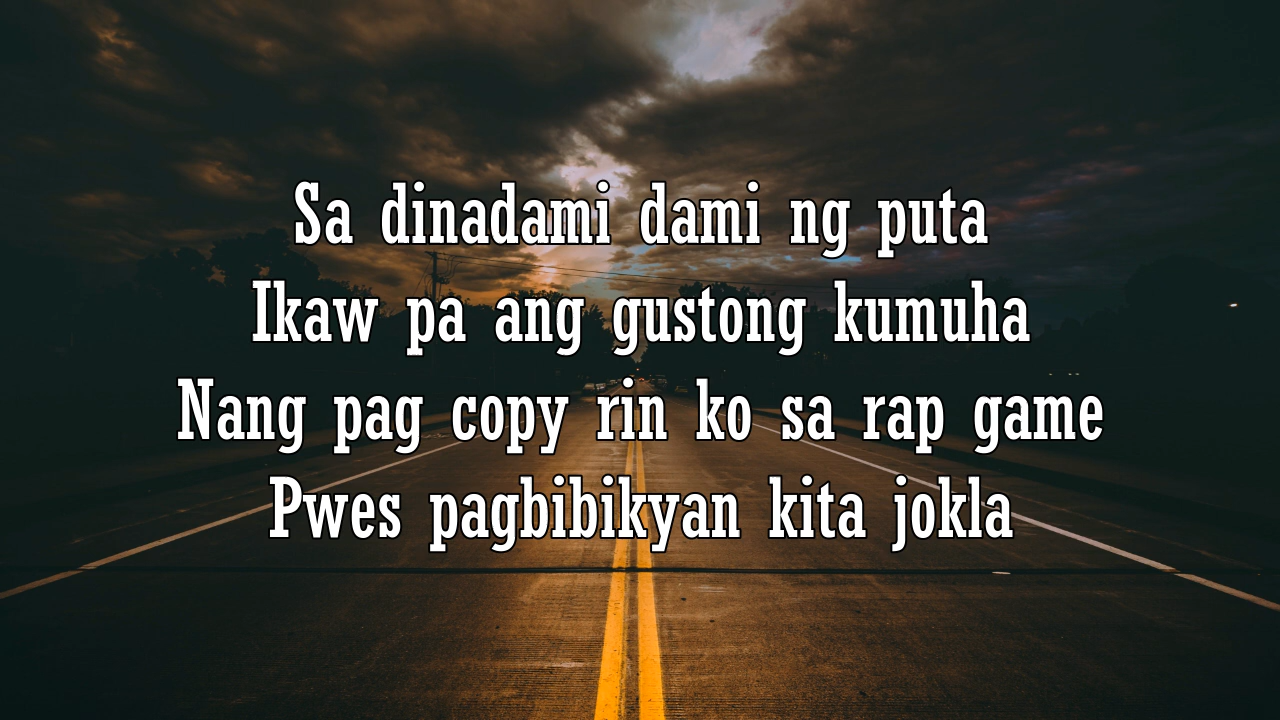 Sa dinadami dami ng puta
Ikaw pa ang gustong kumuha
Nang pag copy rin ko sa rap game
Pwes pagbibikyan kita jokla